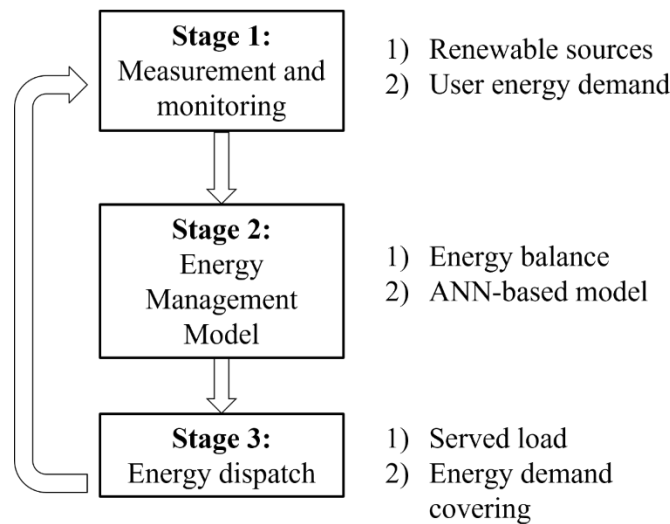 Stage 1:
Measurement and
monitoring
1) Renewable sources
2) User energy demand
Stage 2:
Energy
Management
Model
1) Energy balance
2) ANN-based model
Stage 3:
Energy dispatch
1) Served load
2) Energy demand
covering